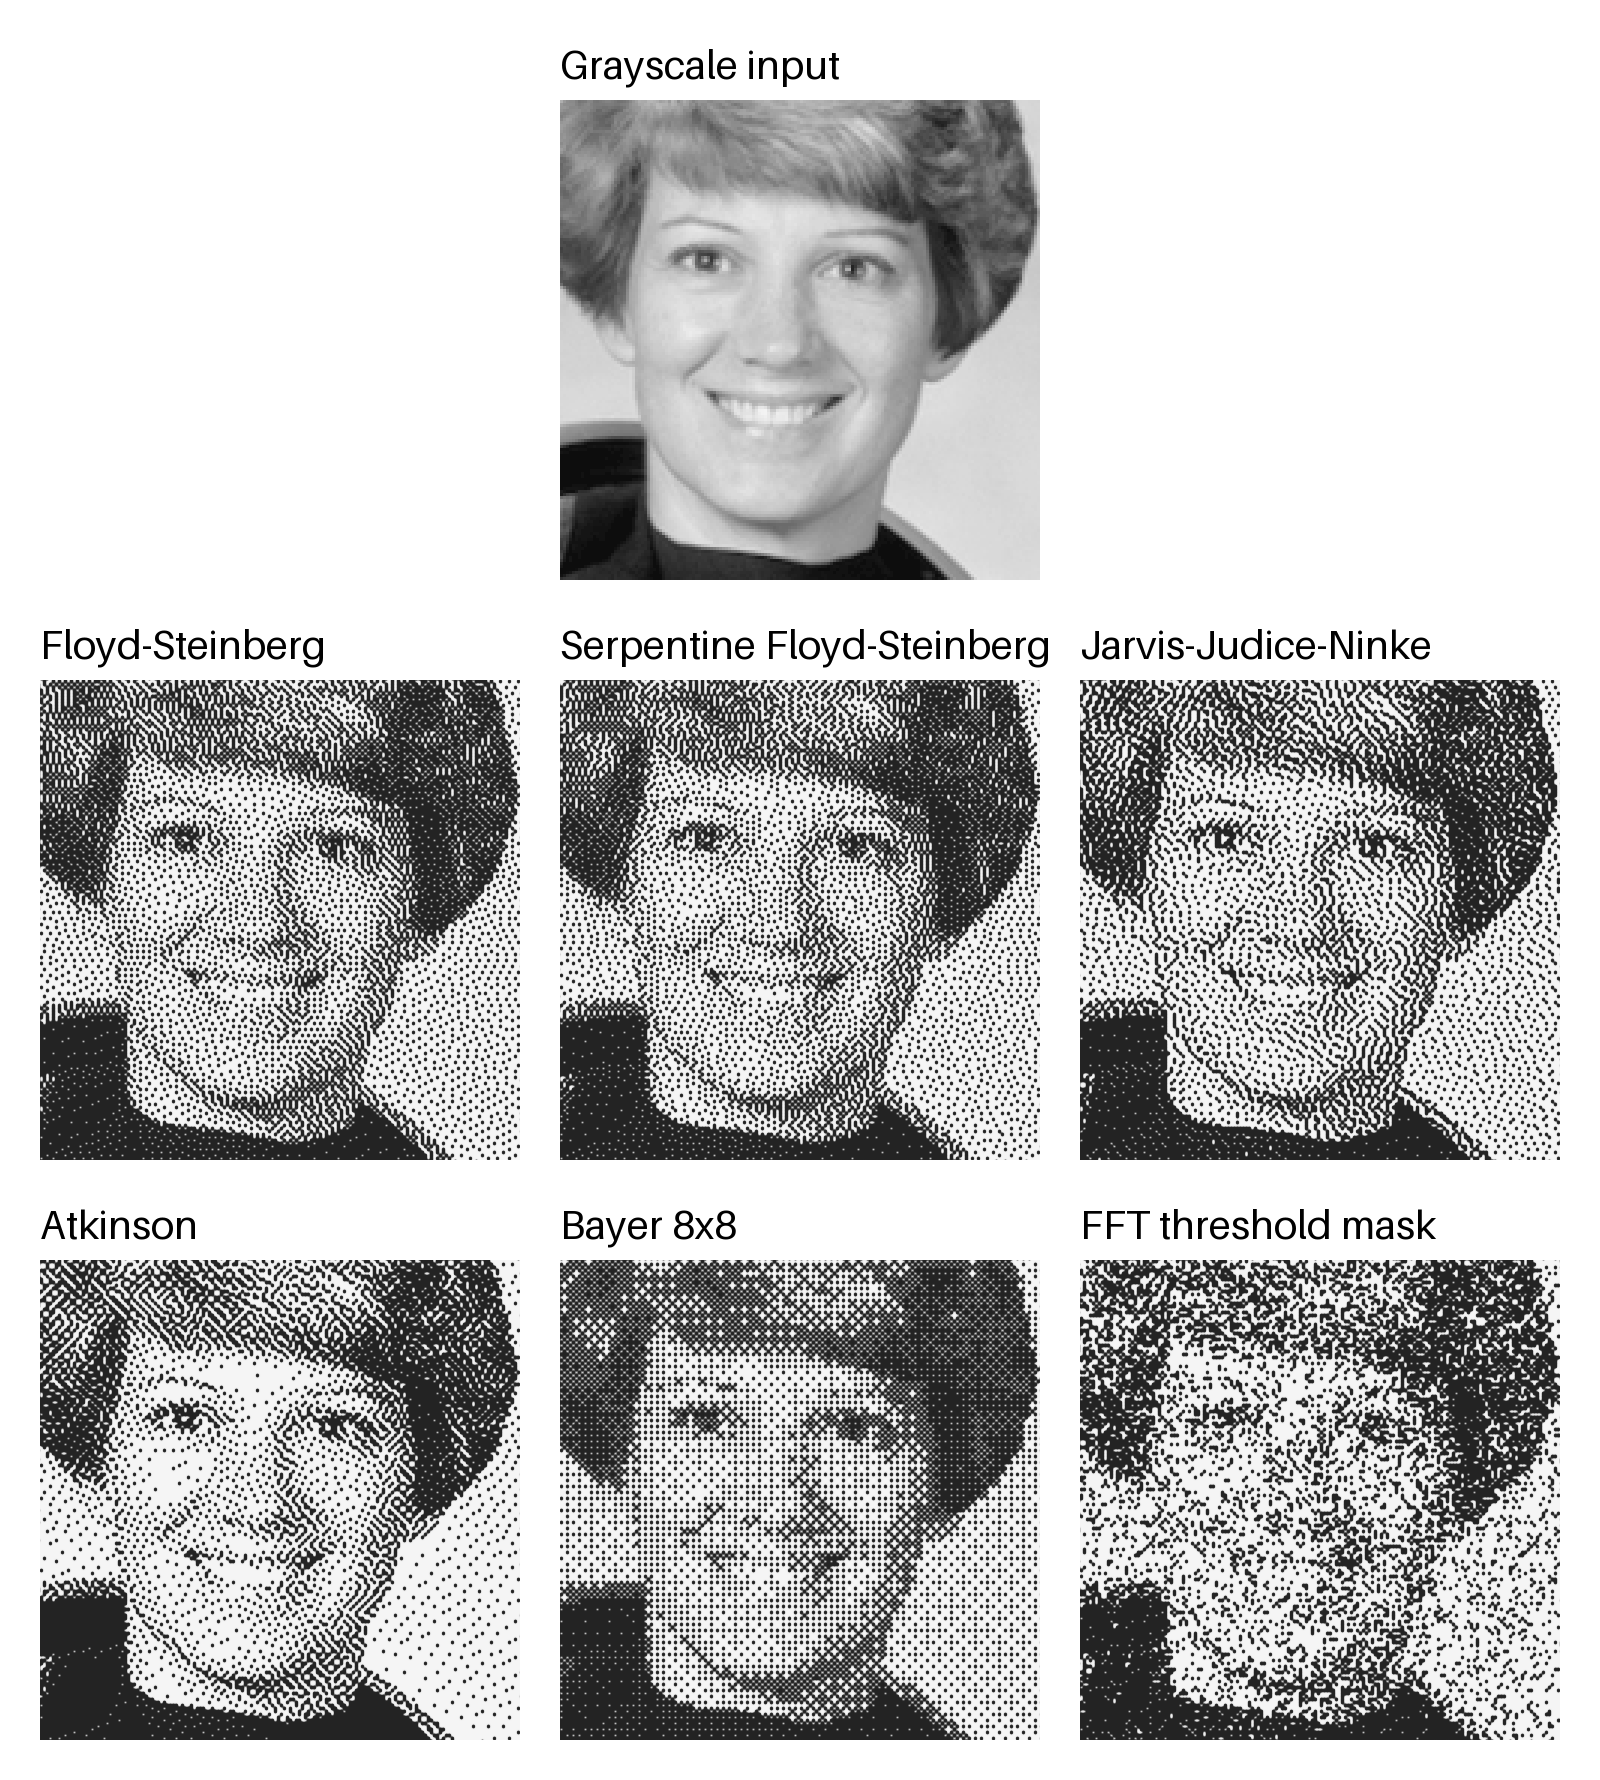 Grayscale input
Floyd-Steinberg
Serpentine Floyd-Steinberg
Jarvis-Judice-Ninke
Atkinson
Bayer 8x8
FFT threshold mask